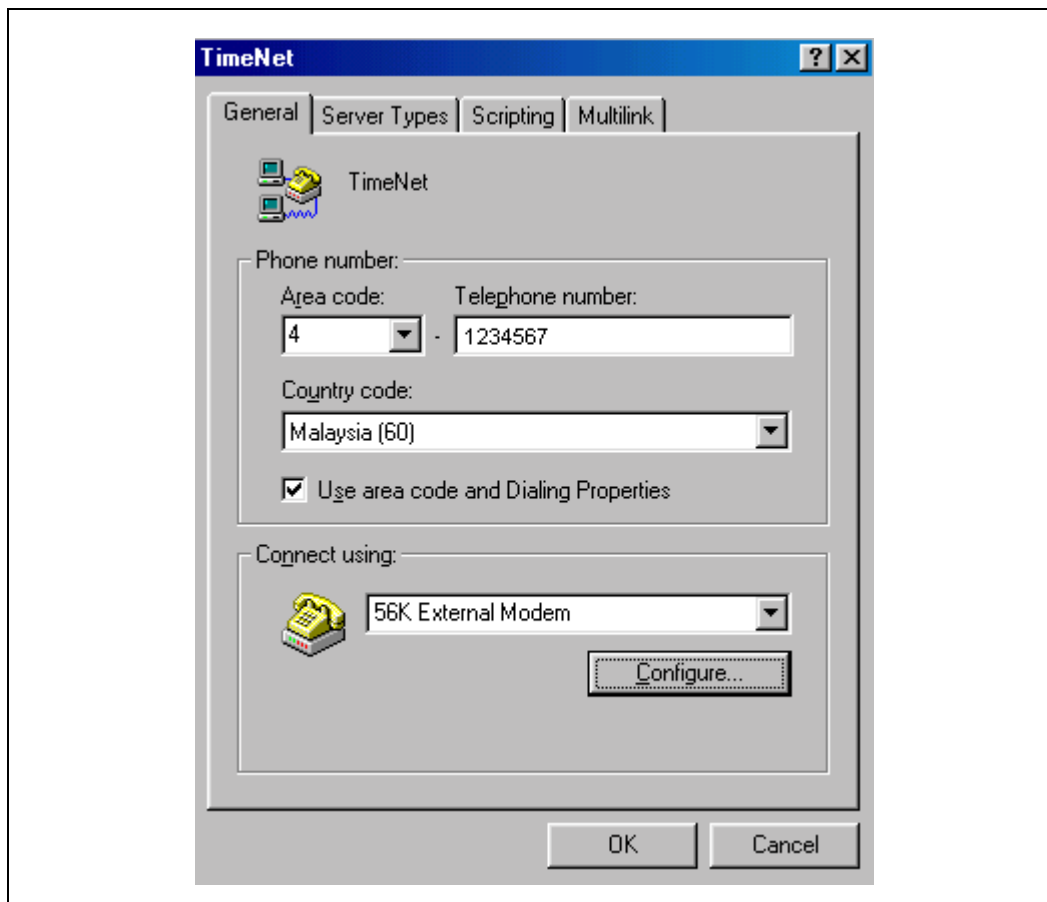 TimeNet
General Server Types Scripting Multilink
TimeNet
Phone number:
Area code: Telephone number:
4 - 1234567
Country code:
Malaysia (60)
Use area code and Dialing Properties
Connect using:
56K External Modem
Configure...
OK Cancel